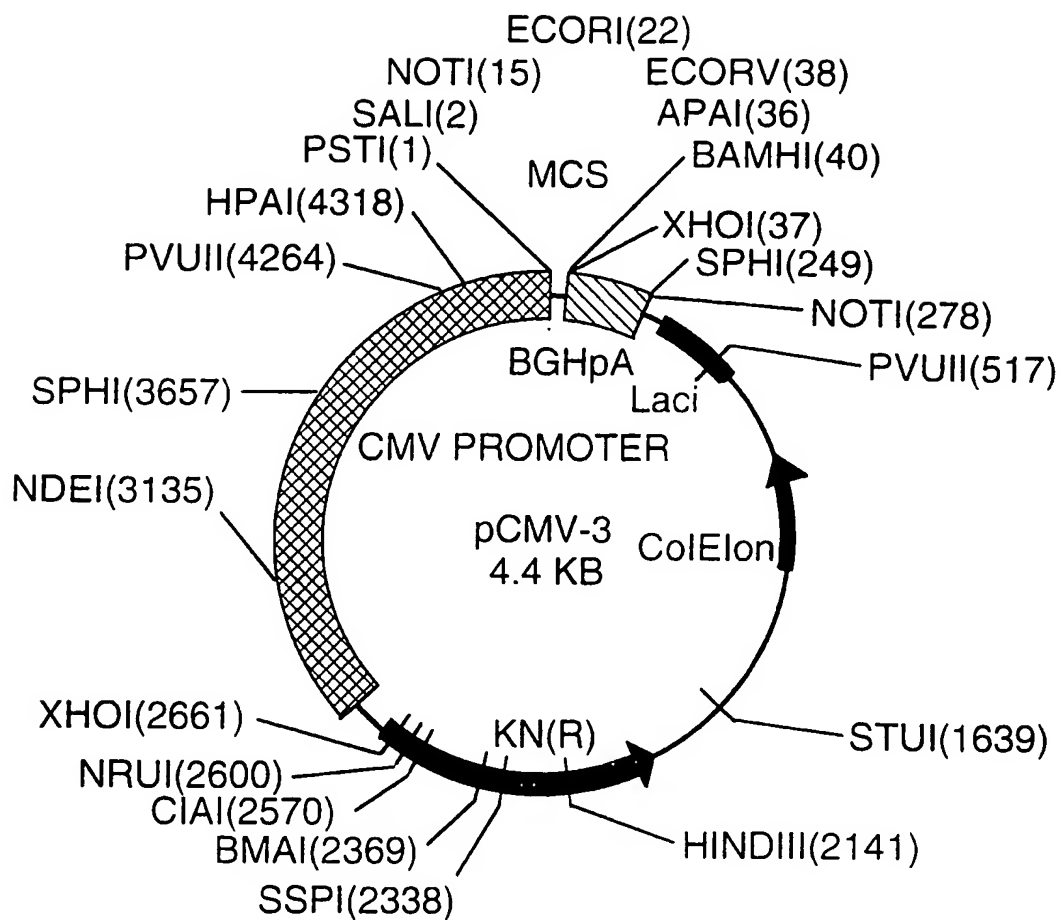 ECORI(22)
NOTI(15)
ECORV(38)
SALI(2)
APAI(36)
PSTI(1)
MCS
BAMHI(40)
HPAI(4318)
XHOI(37)
PVUII(4264)
SPHI(249)
NOTI(278)
BGHpA
PVUII(517)
SPHI(3657)
Laci
CMV PROMOTER
NDEI(3135)
pCMV-3
4.4 KB
ColElon
XHOI(2661)
KN(R)
STUI(1639)
NRUI(2600)
CIAI(2570)
BMAI(2369)
HINDIII(2141)
SSPI(2338)